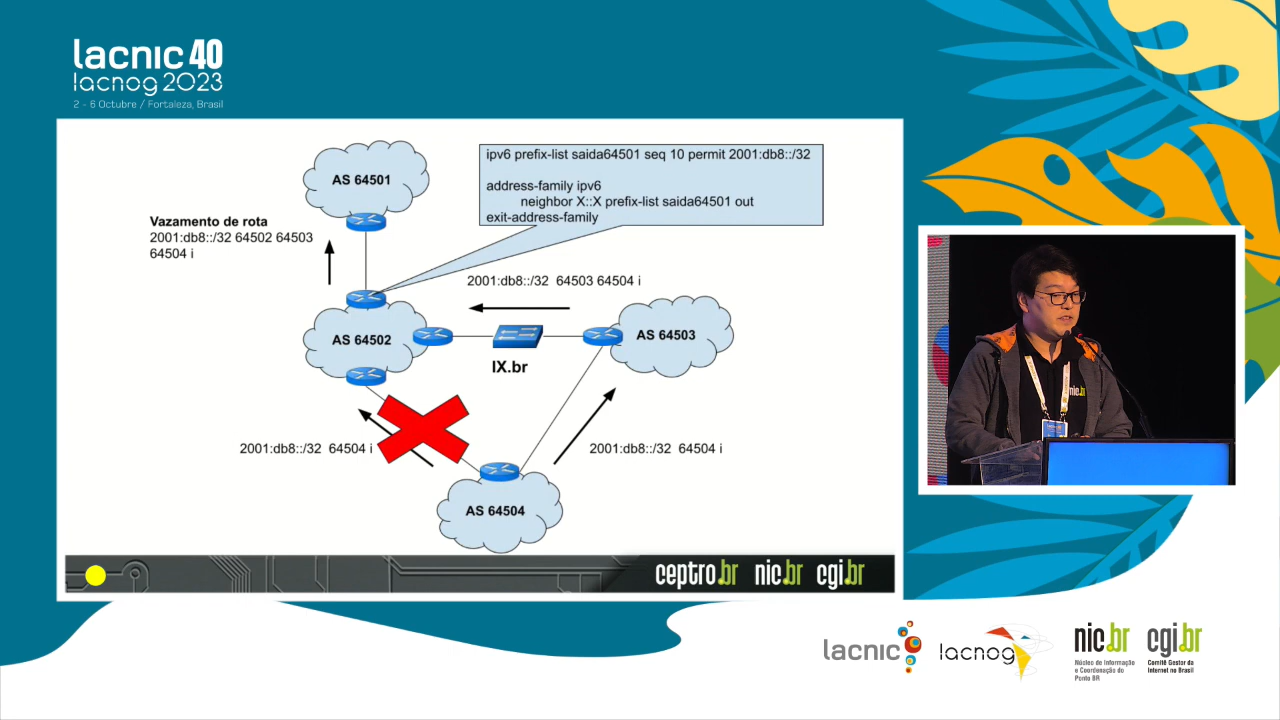 lacnic 40
lacnog 2023
2 - 6 Octubre / Fortaleza, Brasil
AS 64501
ipv6 prefix-list saida64501 seq 10 permit 2001:db8::/32
address-family ipv6
neighbor X::X prefix-list saida64501 out
exit-address-family
Vazamento de rota
2001:db8::/32 64502 64503
64504 i
2001:db8::/32 64503 64504 i
AS 64502
AS 64503
IX.br
2001:db8::/32 64504 i
2001:db8::/32 64504 i
AS 64504
ceptro.br nic.br cgi.br
nic.br
lacnic
lacnog
nic.br
Núcleo de Informação
e Coordenação do
Ponto BR
cgi.br
Comitê Gestor da
Internet no Brasil